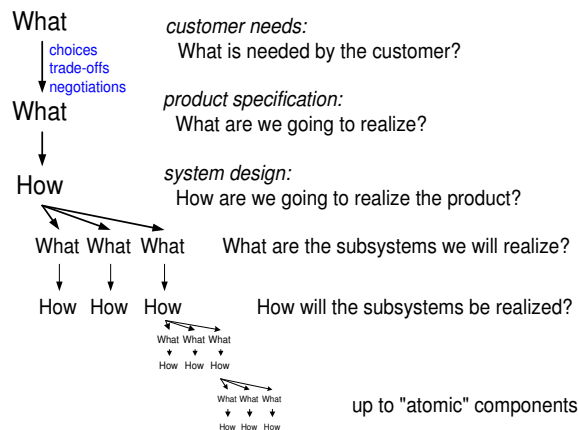 What
customer needs:
What is needed by the customer?
choices
trade-offs
negotiations
What
product specification:
What are we going to realize?
How
system design:
How are we going to realize the product?
What What What What are the subsystems we will realize?
How How How How will the subsystems be realized?
What What What
How How How
What What What
How How How
up to "atomic" components